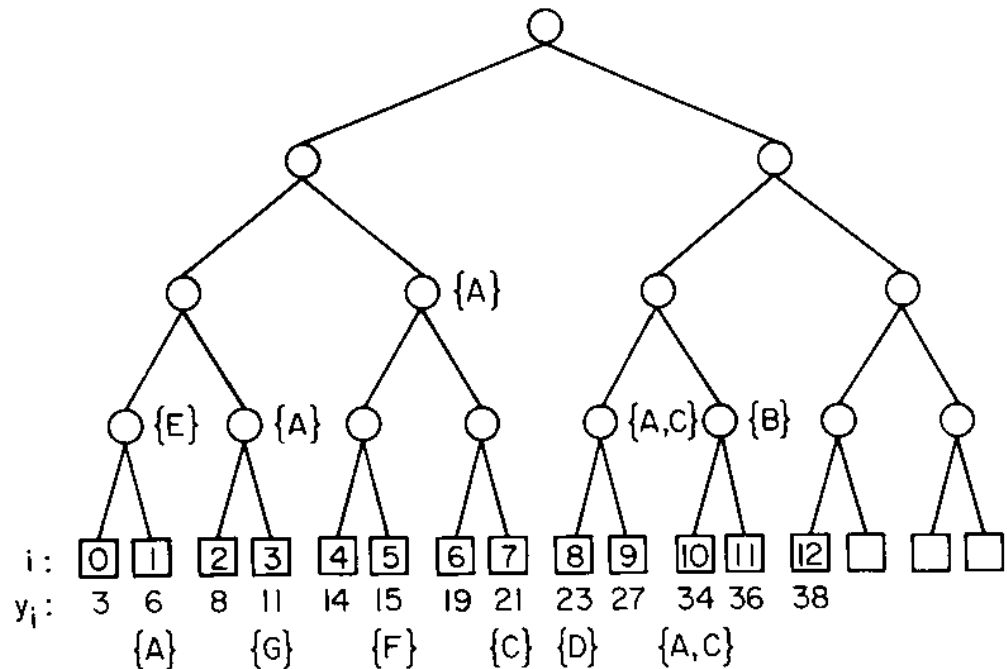 {A}
{E} {A} {A,C} {B}
i: 0 1 2 3 4 5 6 7 8 9 10 11 12
yi: 3 6 8 11 14 15 19 21 23 27 34 36 38
{A} {G} {F} {C} {D} {A,C}